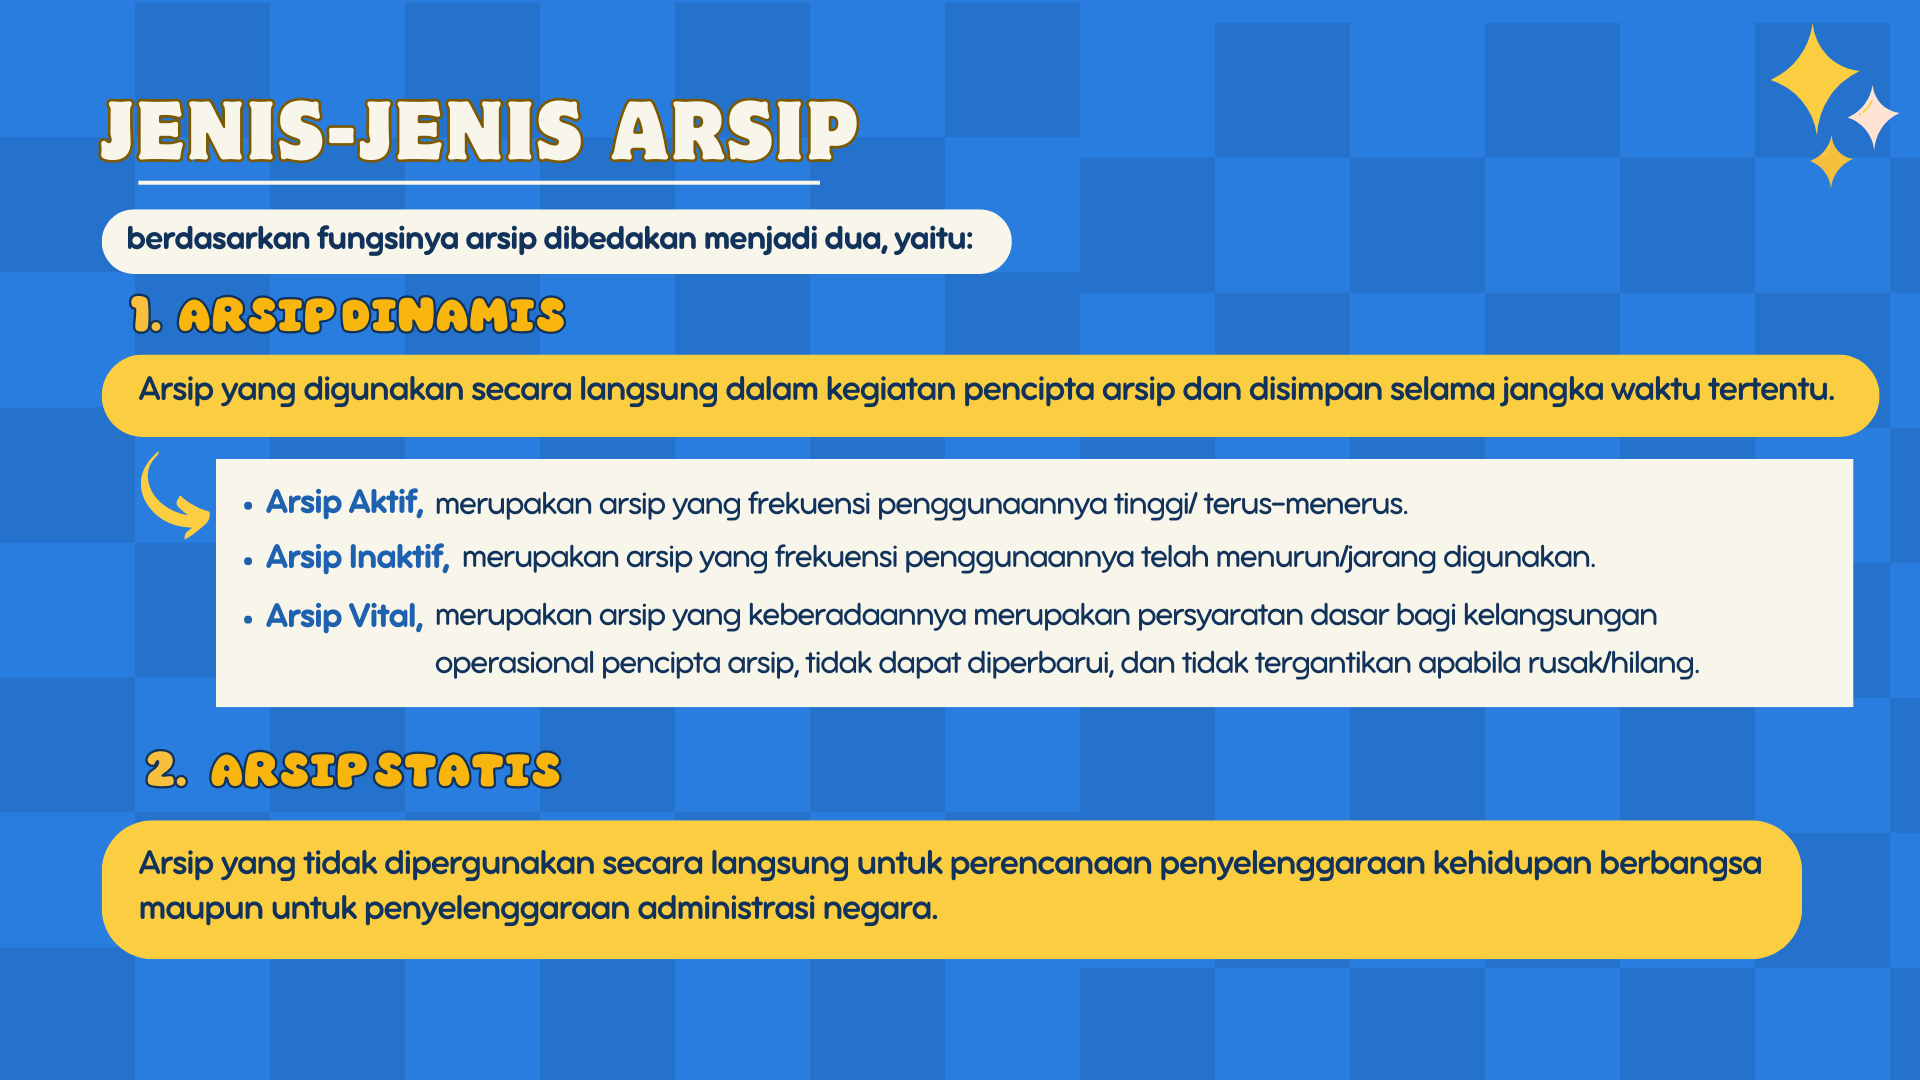 JENIS-JENIS ARSIP
berdasarkan fungsinya arsip dibedakan menjadi dua, yaitu:
1. ARSIP DINAMIS
Arsip yang digunakan secara langsung dalam kegiatan pencipta arsip dan disimpan selama jangka waktu tertentu.
• Arsip Aktif, merupakan arsip yang frekuensi penggunaannya tinggi/ terus-menerus.
• Arsip Inaktif, merupakan arsip yang frekuensi penggunaannya telah menurun/jarang digunakan.
• Arsip Vital, merupakan arsip yang keberadaannya merupakan persyaratan dasar bagi kelangsungan
operasional pencipta arsip, tidak dapat diperbarui, dan tidak tergantikan apabila rusak/hilang.
2. ARSIP STATIS
Arsip yang tidak dipergunakan secara langsung untuk perencanaan penyelenggaraan kehidupan berbangsa
maupun untuk penyelenggaraan administrasi negara.